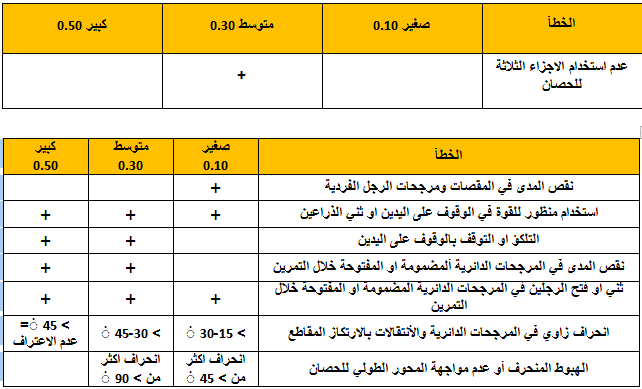 الخطأ صغير 0.10 متوسط 0.30 كبير 0.50
عدم استخدام الاجزاء الثلاثة
للحصان +
الخطأ صغير 0.10 متوسط 0.30 كبير 0.50
نقص المدى في المقصات ومرجحات الرجل الفردية +
استخدام منظور للقوة في الوقوف على اليدين او ثني الذراعين + + +
التلكؤ او التوقف بالوقوف على اليدين + +
نقص المدى في المرجحات الدائرية ألمضمومة او المفتوحة خلال التمرين + +
ثني او فتح الرجلين في المرجحات الدائرية المضمومة او المفتوحة خلال
التمرين + + +
انحراف زاوي في المرجحات الدائرية والأنتقالات بالارتكاز المقاطع > 15-30 ◌ْ > 30-45 ◌ْ > 45 ◌ْ=
عدم الاعتراف
الهبوط المنحرف أو عدم مواجهة المحور الطولي للحصان انحراف اكثر
من > 45 ◌ْ انحراف اكثر
من > 90 ◌ْ